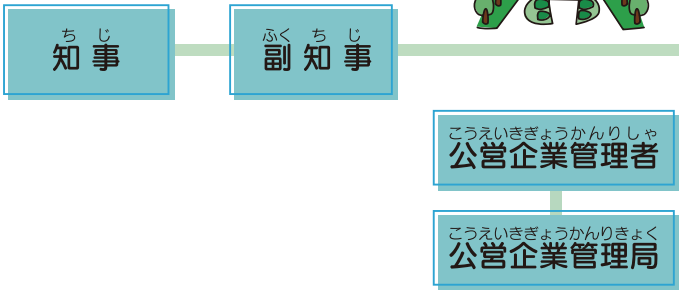 ちじ
知事
ふくちじ
副知事
こうえいきぎょうかんりしゃ
公営企業管理者
こうえいきぎょうかんりきょく
公営企業管理局